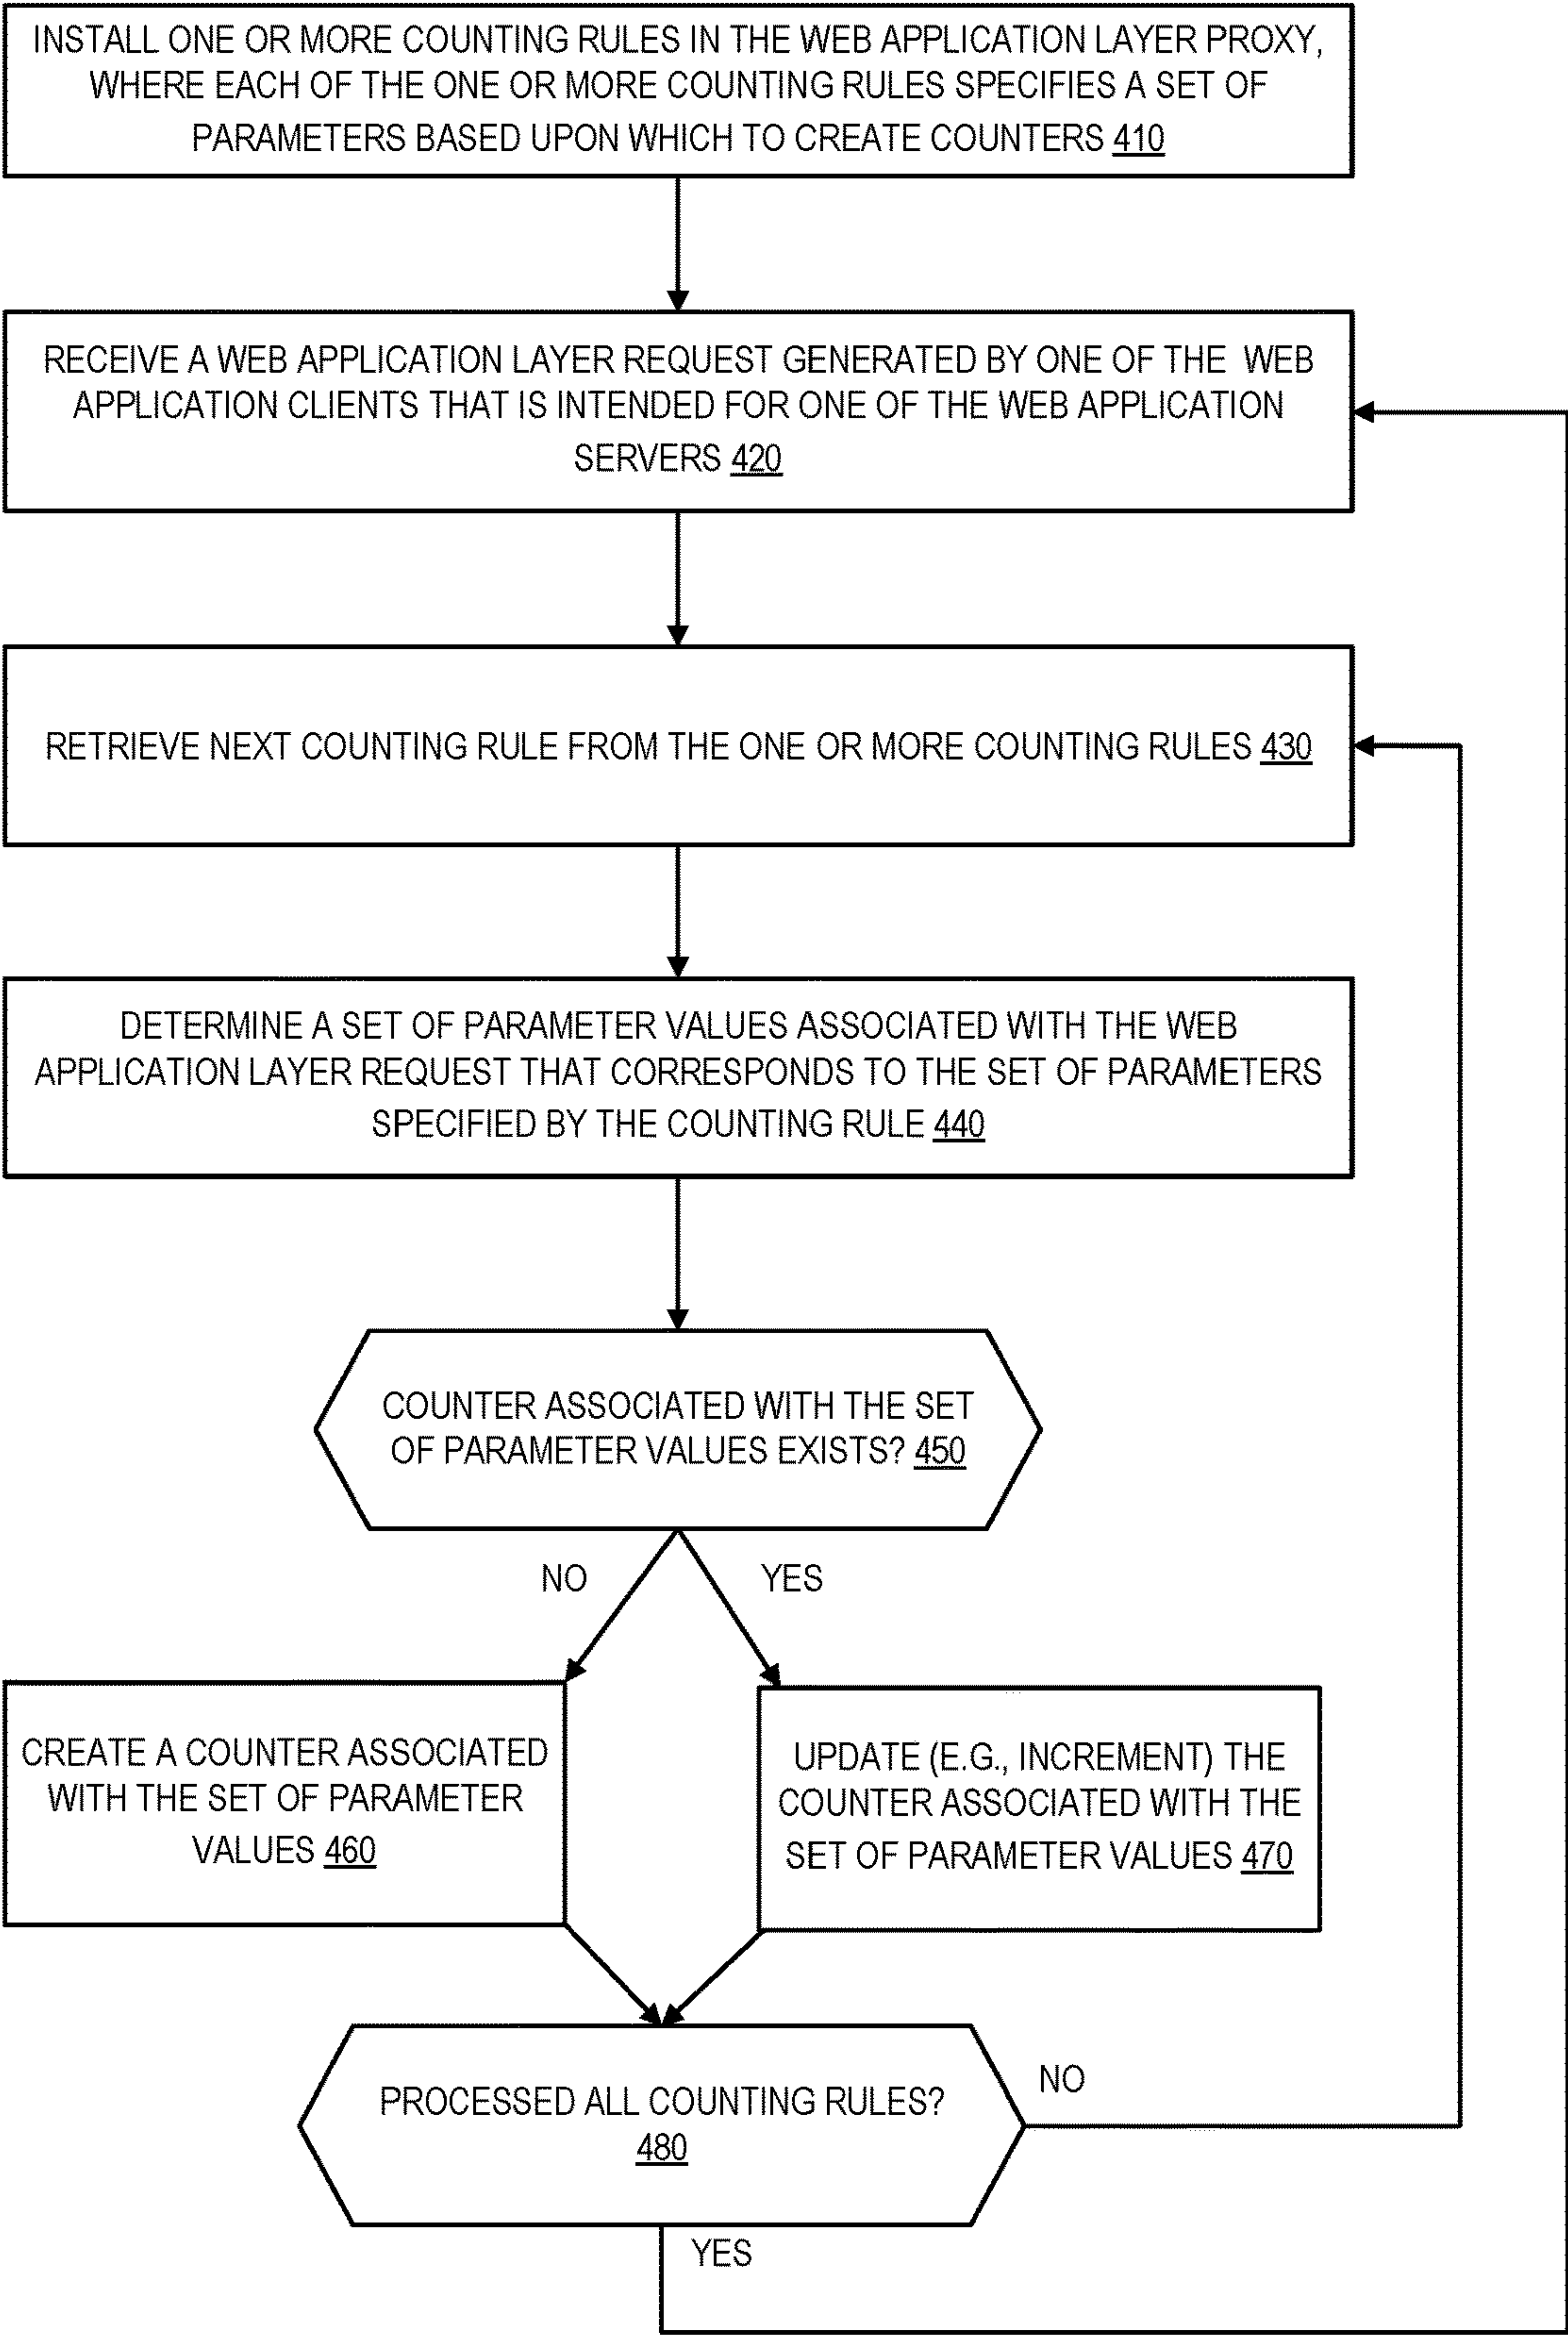 INSTALL ONE OR MORE COUNTING RULES IN THE WEB APPLICATION LAYER PROXY,
WHERE EACH OF THE ONE OR MORE COUNTING RULES SPECIFIES A SET OF
PARAMETERS BASED UPON WHICH TO CREATE COUNTERS 410
RECEIVE A WEB APPLICATION LAYER REQUEST GENERATED BY ONE OF THE WEB
APPLICATION CLIENTS THAT IS INTENDED FOR ONE OF THE WEB APPLICATION
SERVERS 420
RETRIEVE NEXT COUNTING RULE FROM THE ONE OR MORE COUNTING RULES 430
DETERMINE A SET OF PARAMETER VALUES ASSOCIATED WITH THE WEB
APPLICATION LAYER REQUEST THAT CORRESPONDS TO THE SET OF PARAMETERS
SPECIFIED BY THE COUNTING RULE 440
COUNTER ASSOCIATED WITH THE SET
OF PARAMETER VALUES EXISTS? 450
NO
YES
CREATE A COUNTER ASSOCIATED
WITH THE SET OF PARAMETER
VALUES 460
UPDATE (E.G., INCREMENT) THE
COUNTER ASSOCIATED WITH THE
SET OF PARAMETER VALUES 470
PROCESSED ALL COUNTING RULES?
480
NO
YES